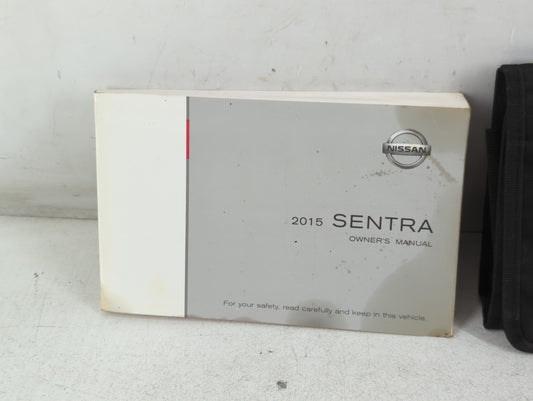 NISSAN
2015 SENTRA
OWNER'S MANUAL
For your safety, read carefully and keep in this vehicle.